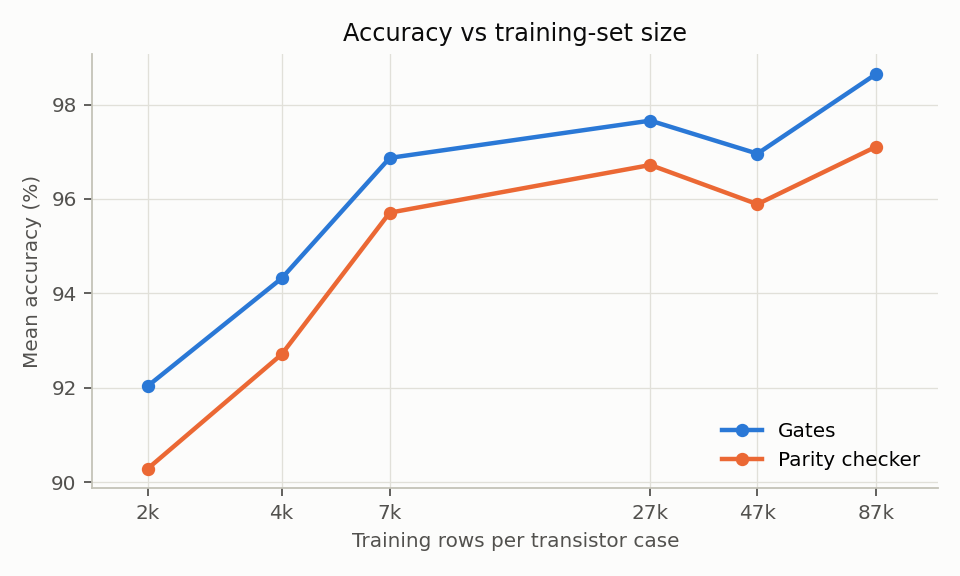 Accuracy vs training-set size
Mean accuracy (%)
98
96
94
92
90
Gates
Parity checker
2k 4k 7k 27k 47k 87k
Training rows per transistor case